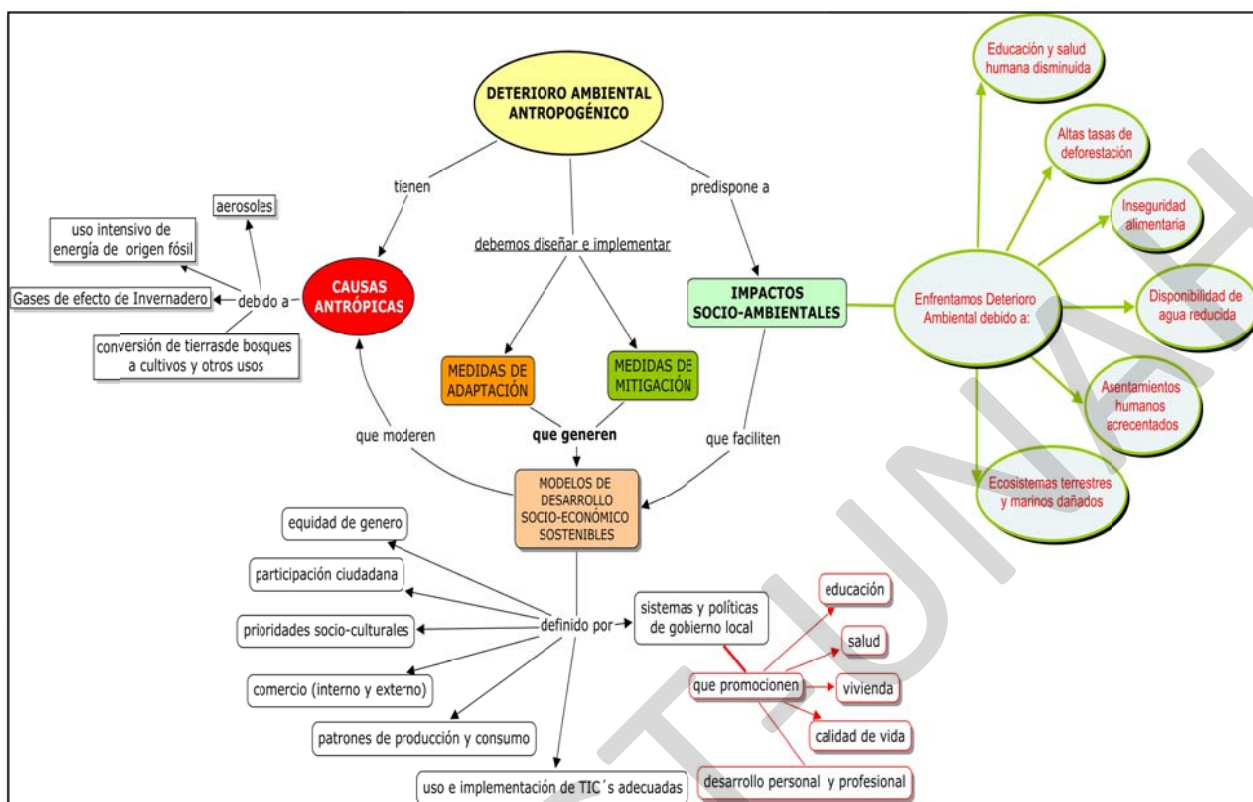 DETERIORO AMBIENTAL
ANTROPOGÉNICO
tienen
debemos diseñar e implementar
predispone a
aerosoles
uso intensivo de
energía de origen fósil
Gases de efecto de Invernadero
debido a
conversión de tierrasde bosques
a cultivos y otros usos
CAUSAS
ANTRÓPICAS
MEDIDAS DE
ADAPTACIÓN
MEDIDAS DE
MITIGACIÓN
IMPACTOS
SOCIO-AMBIENTALES
que moderen
que generen
que faciliten
MODELOS DE
DESARROLLO
SOCIO-ECONÓMICO
SOSTENIBLES
Enfrentamos Deterioro
Ambiental debido a:
Educación y salud
humana disminuida
Altas tasas de
deforestación
Inseguridad
alimentaria
Disponibilidad de
agua reducida
Asentamientos
humanos
acrecentados
Ecosistemas terrestres
y marinos dañados
equidad de genero
participación ciudadana
prioridades socio-culturales
comercio (interno y externo)
patrones de producción y consumo
uso e implementación de TIC´s adecuadas
definido por
sistemas y políticas
de gobierno local
que promocionen
educación
salud
vivienda
calidad de vida
desarrollo personal y profesional
T-UNAH